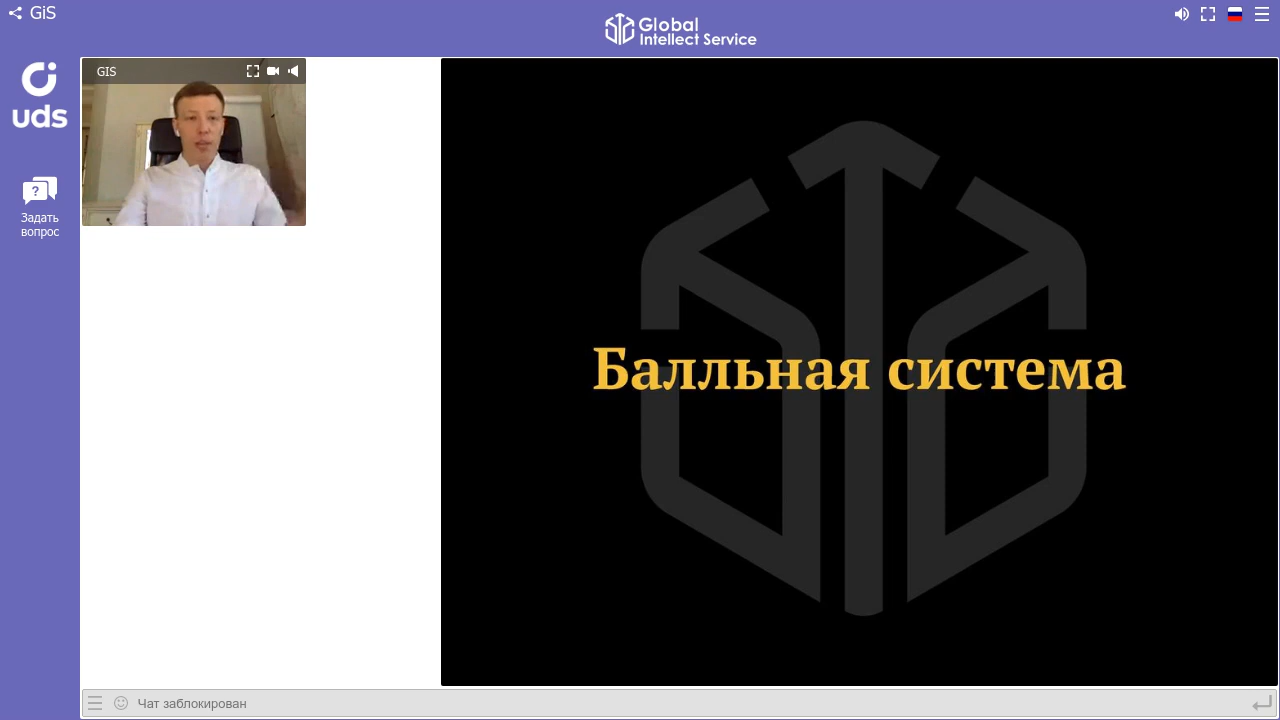 GiS
Global
Intellect Service
uds
Задать
вопрос
GIS
Балльная система
Чат заблокирован